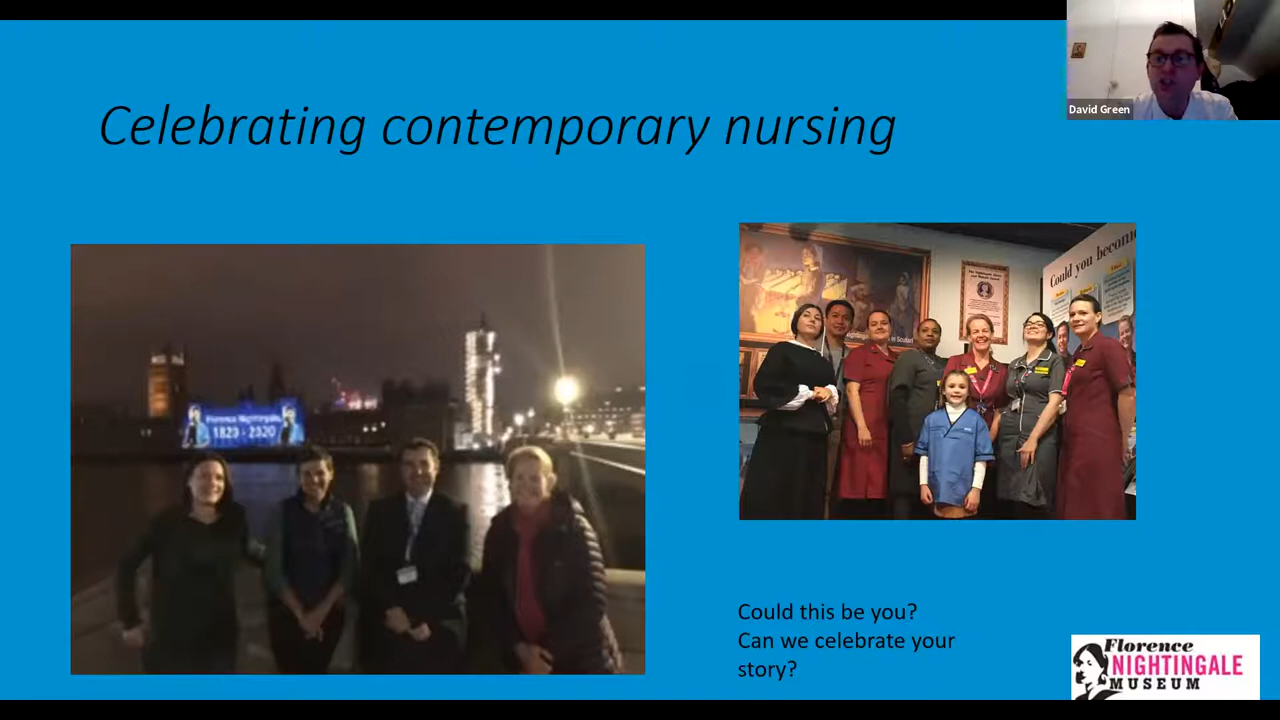 David Green
Celebrating contemporary nursing
Florence Nightingale
1820 - 2020
Could you become
Could this be you?
Can we celebrate your
story?
Florence
NIGHTINGALE
MUSEUM